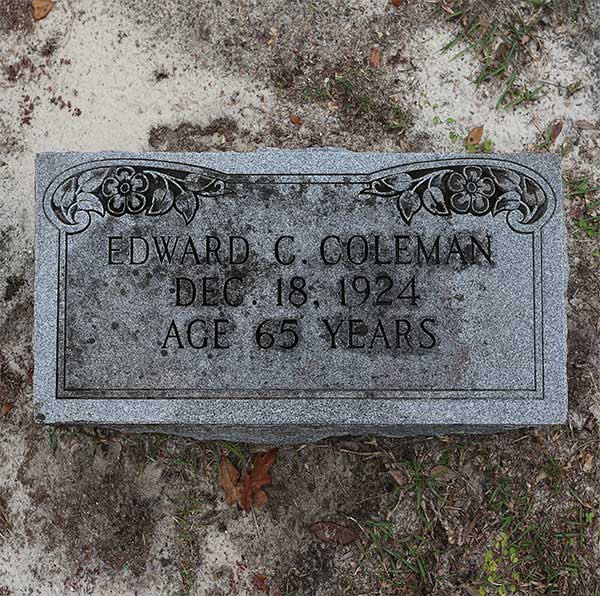 EDWARD C. COLEMAN
DEC. 18, 1924
AGE 65 YEARS